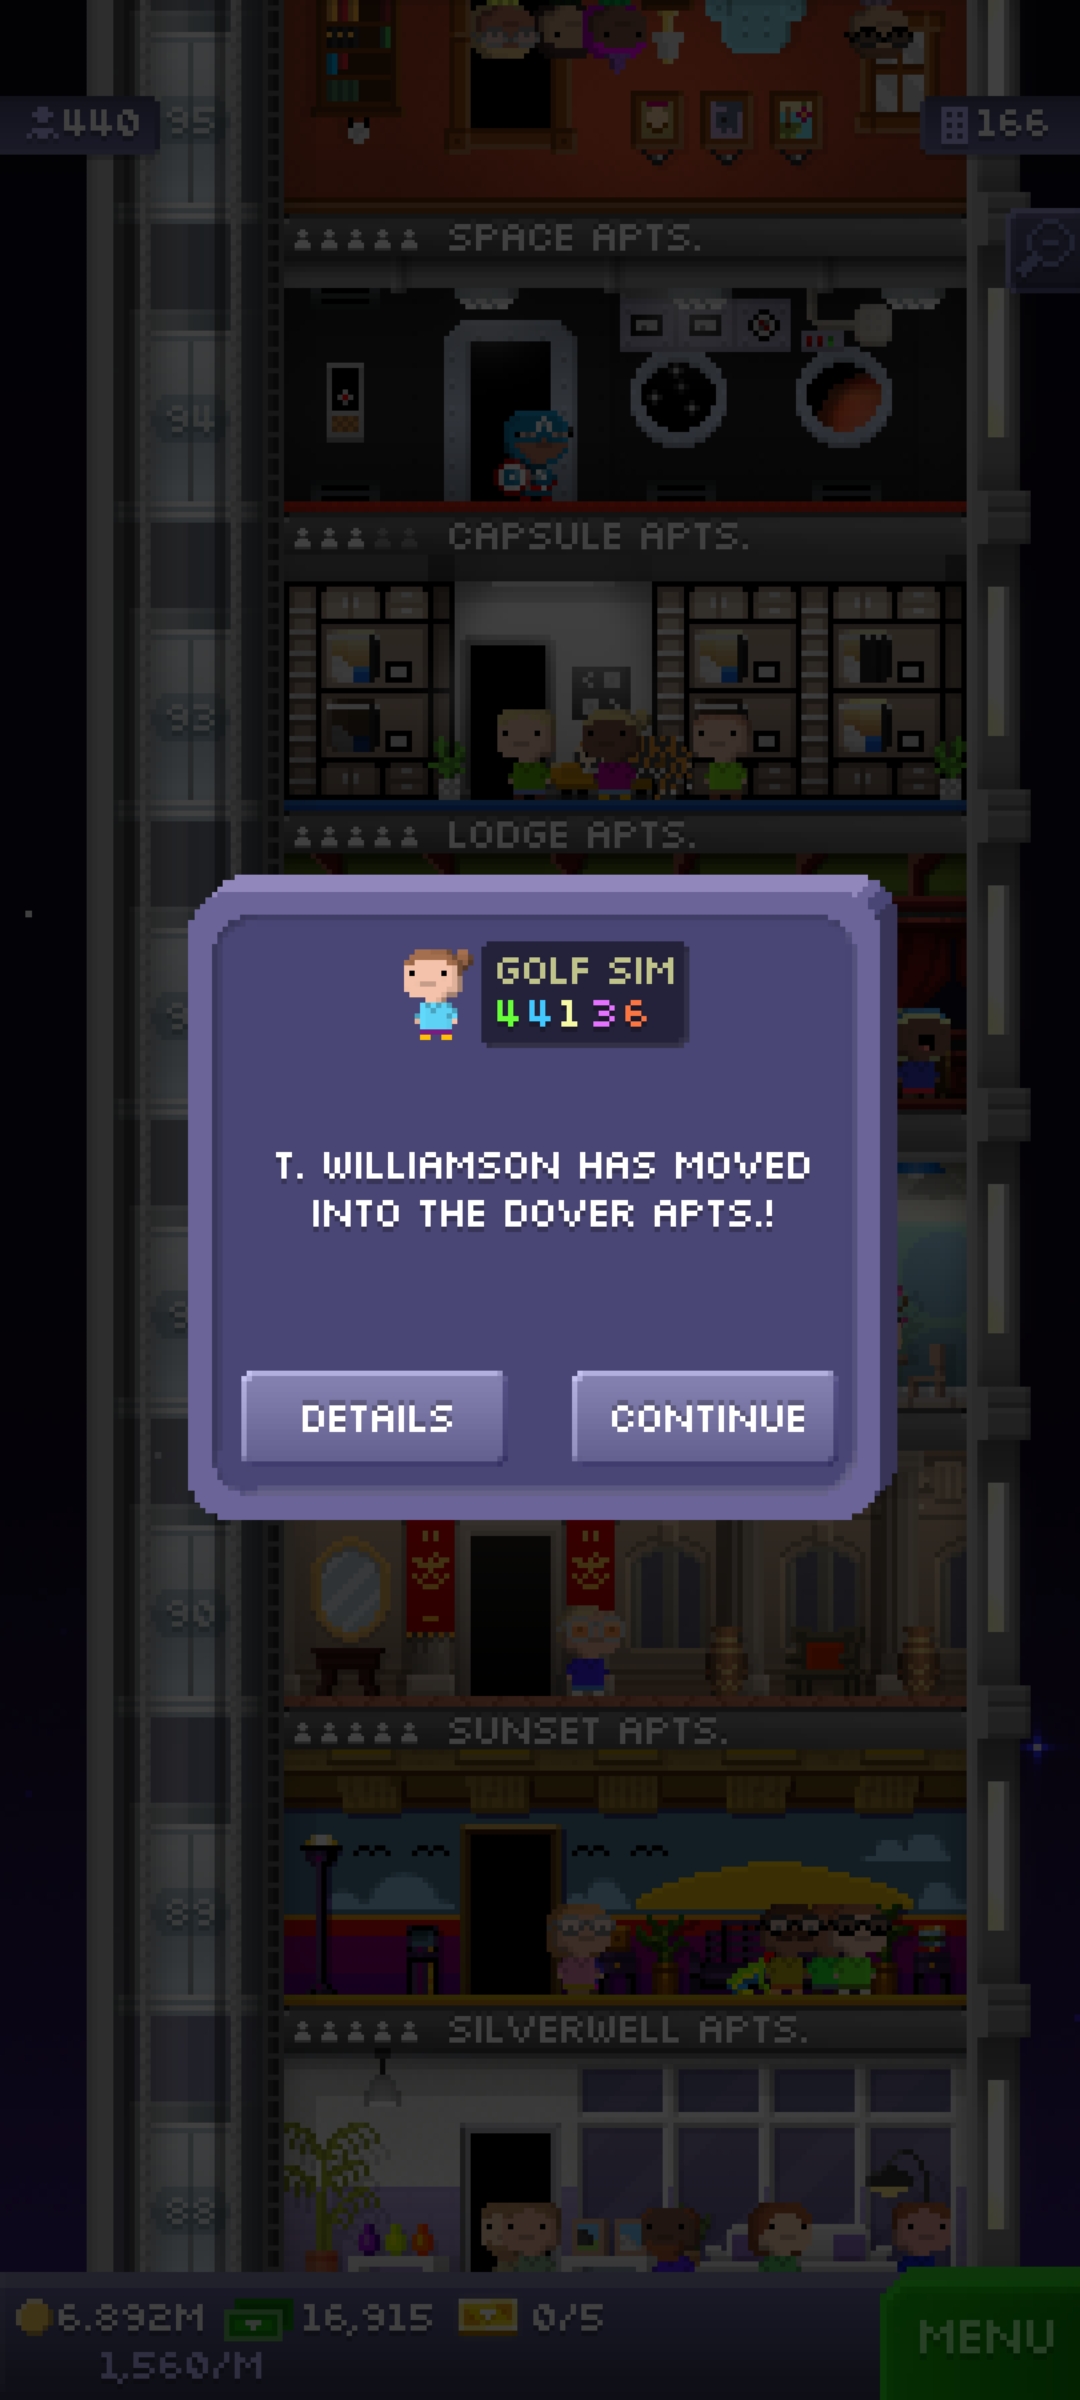 440
95
166
SPACE APTS.
94
CAPSULE APTS.
93
LODGE APTS.
GOLF SIM
44136
T. WILLIAMSON HAS MOVED
INTO THE DOVER APTS.!
DETAILS
CONTINUE
90
SUNSET APTS.
89
SILVERWELL APTS.
88
6.892M
16,915
0/5
MENU
1,560/M